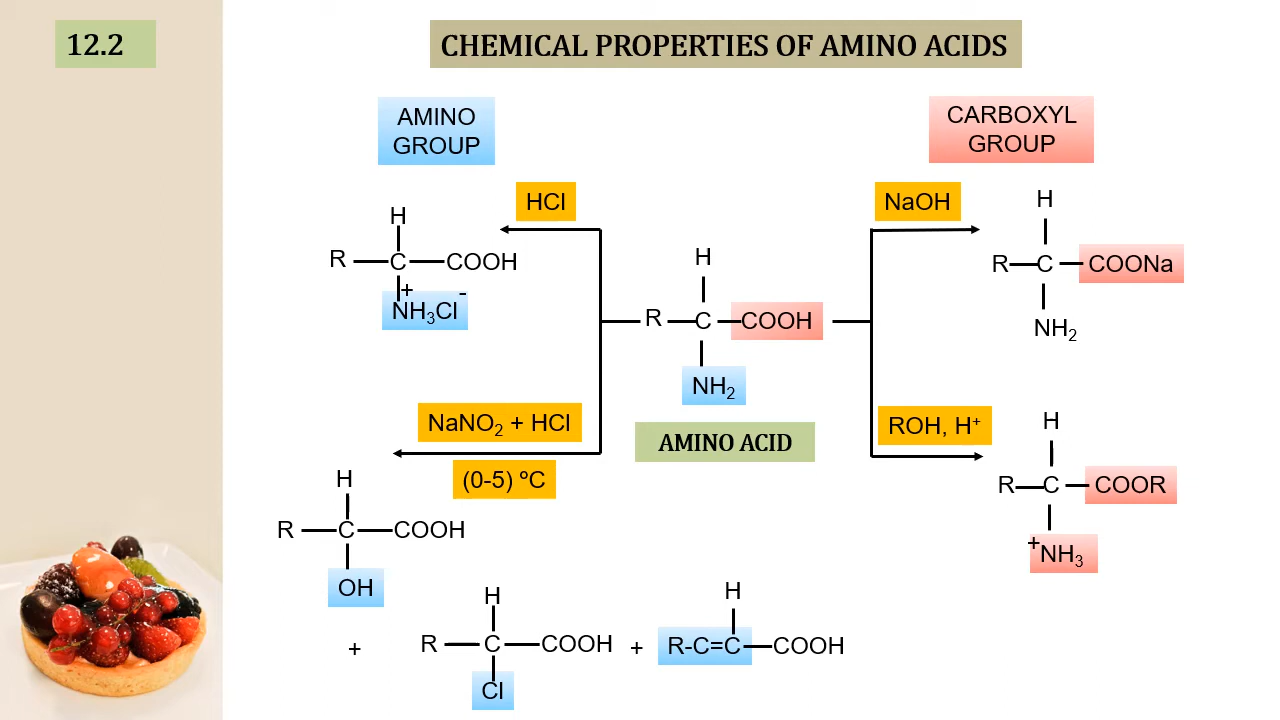 12.2
CHEMICAL PROPERTIES OF AMINO ACIDS
AMINO
GROUP
CARBOXYL
GROUP
HCl
H
R C COOH
+ -
NH₃Cl
NaOH
H
R C COONa
NH₂
H
R C COOH
NH₂
AMINO ACID
NaNO₂ + HCl
(0-5) ºC
H
R C COOH
OH
ROH, H⁺
H
R C COOR
⁺NH₃
+
H
R C COOH
Cl
+
H
R-C=C COOH